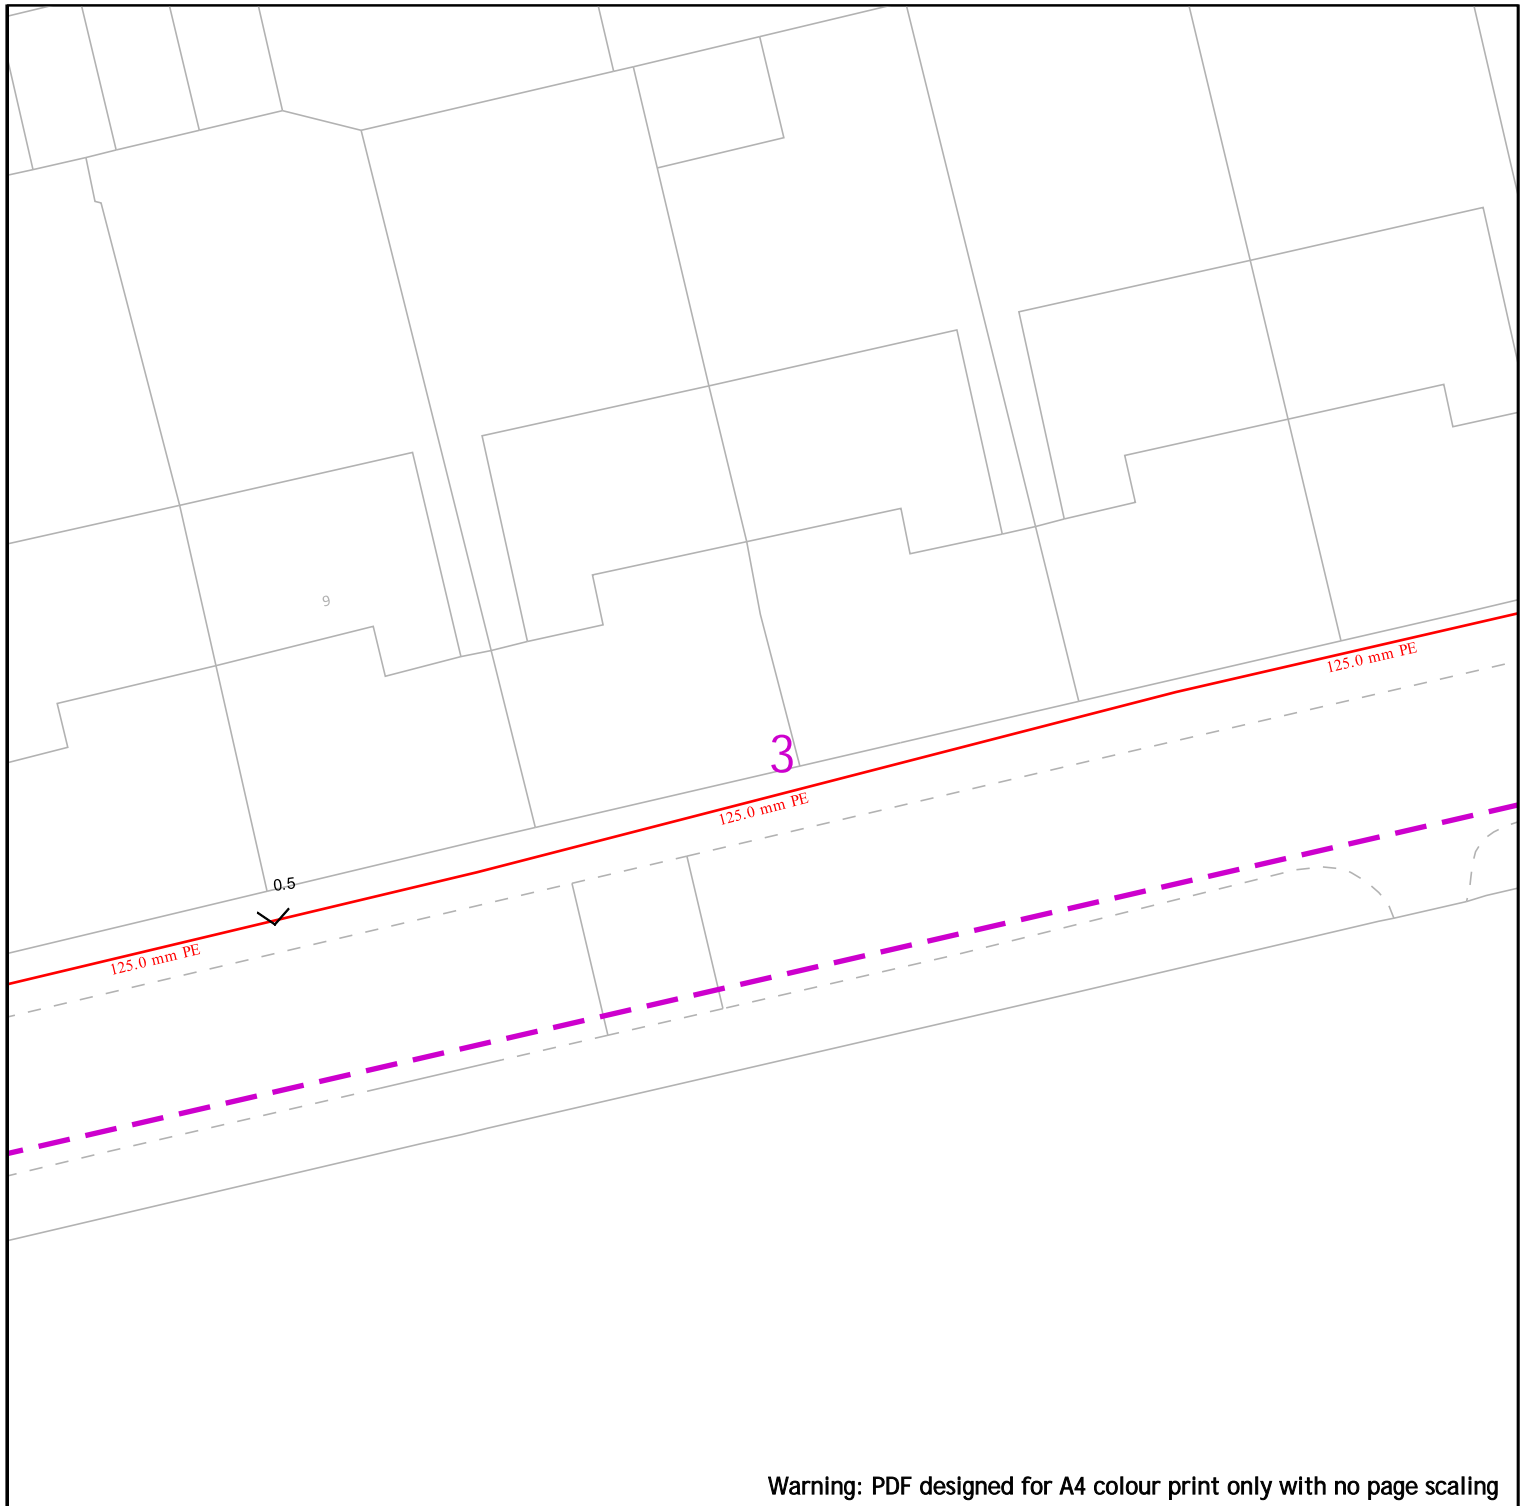 9
125.0 mm PE
3
125.0 mm PE
0.5
125.0 mm PE
Warning: PDF designed for A4 colour print only with no page scaling